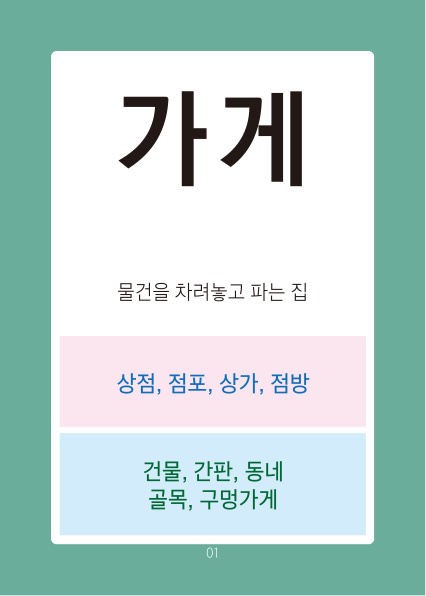 가게
물건을 차려놓고 파는 집
상점, 점포, 상가, 점방
건물, 간판, 동네
골목, 구멍가게
01